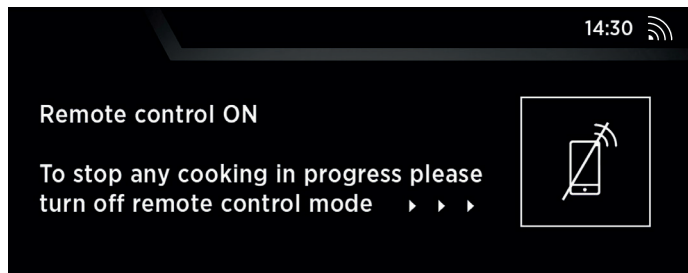 14:30
Remote control ON
To stop any cooking in progress please
turn off remote control mode